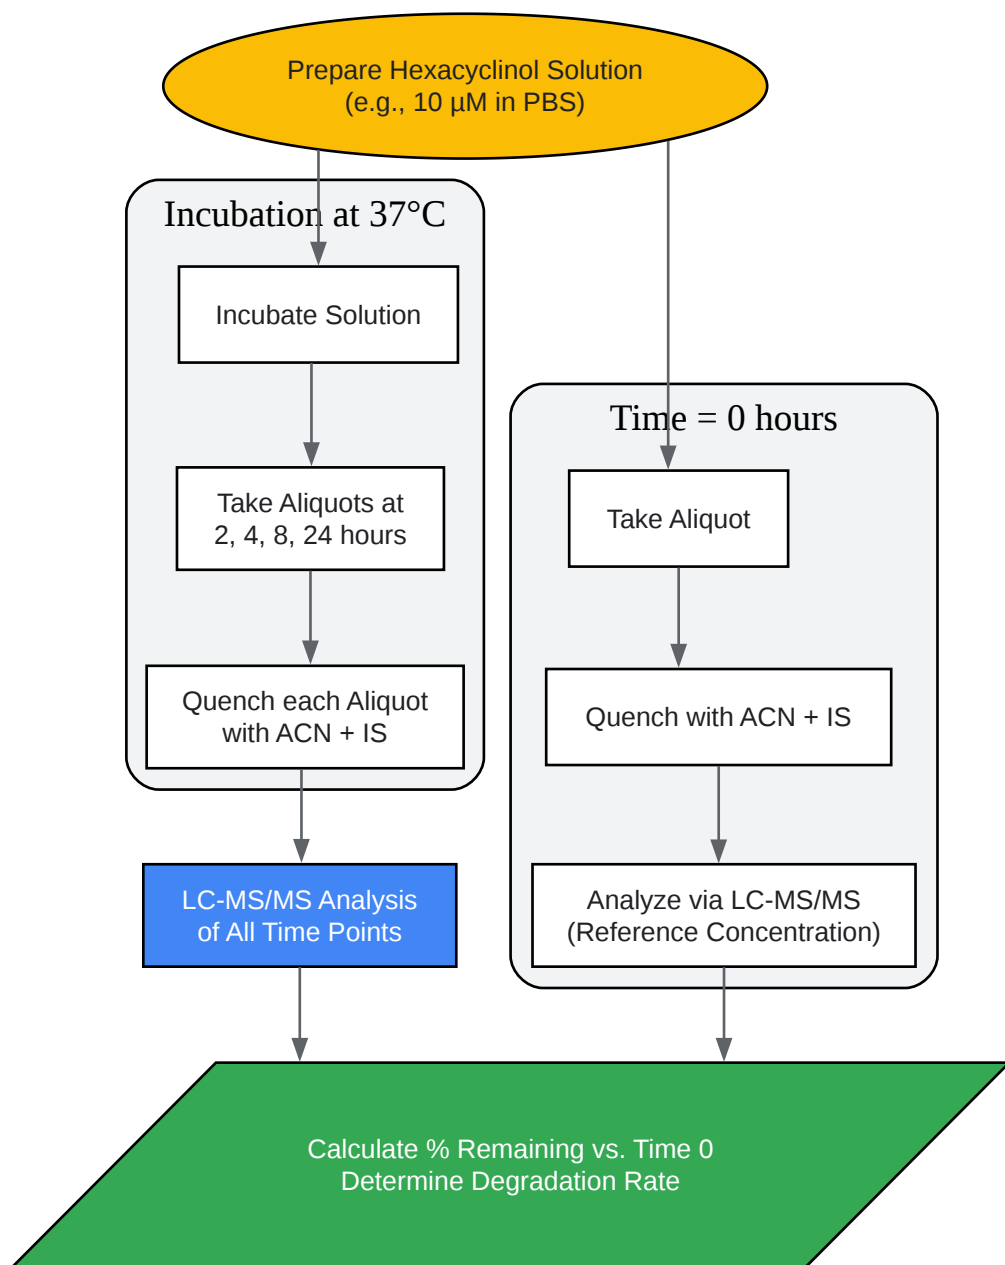 Prepare Hexacyclinol Solution
(e.g., 10 µM in PBS)
Incubation at 37°C
Incubate Solution
Take Aliquots at
2, 4, 8, 24 hours
Quench each Aliquot
with ACN + IS
LC-MS/MS Analysis
of All Time Points
Time = 0 hours
Take Aliquot
Quench with ACN + IS
Analyze via LC-MS/MS
(Reference Concentration)
Calculate % Remaining vs. Time 0
Determine Degradation Rate